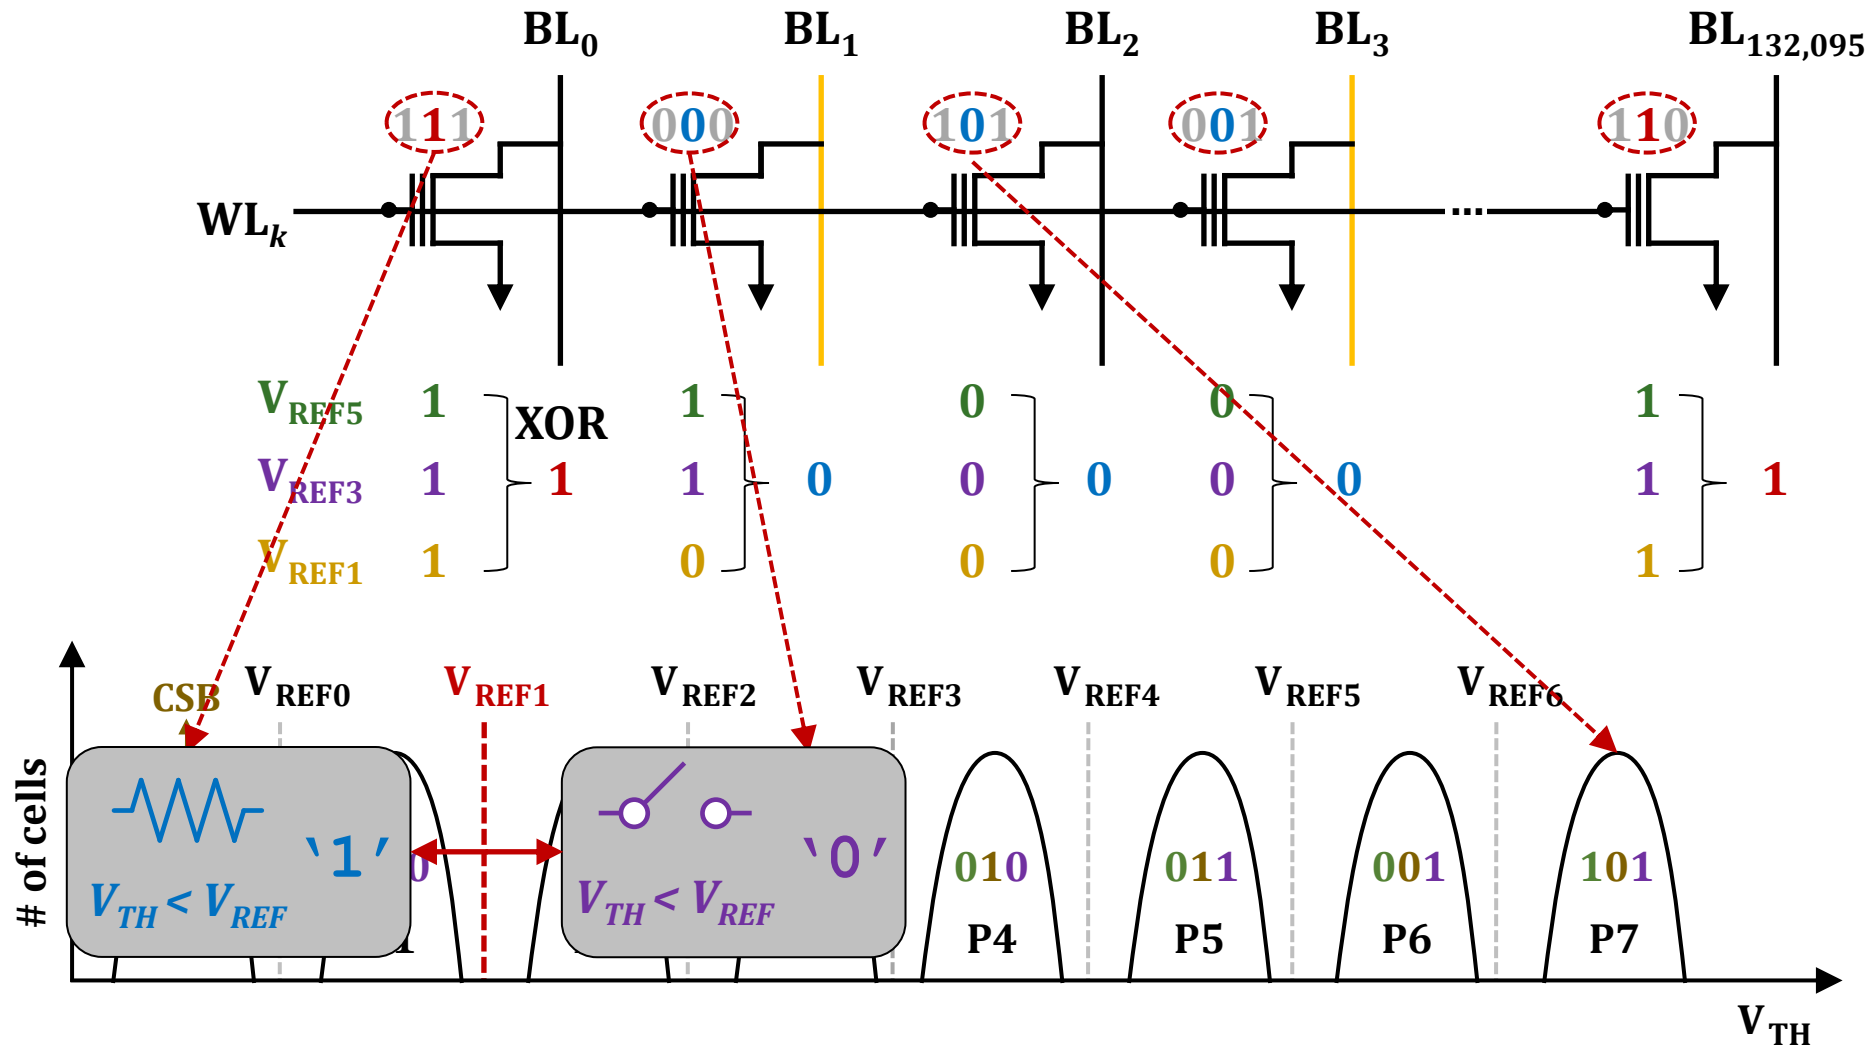 BL0 BL1 BL2 BL3 BL132,095
111 000 101 001 110
WLk ...
VREF5 1 1 0 0 1
XOR
VREF3 1 1 1 0 0 0 0 0 1 1
VREF1 1 0 0 0 1
CSB VREF0 VREF1 VREF2 VREF3 VREF4 VREF5 VREF6
# of cells
‘1’ 0 ‘0’ 010 011 001 101
VTH < VREF VTH < VREF
P4 P5 P6 P7
VTH